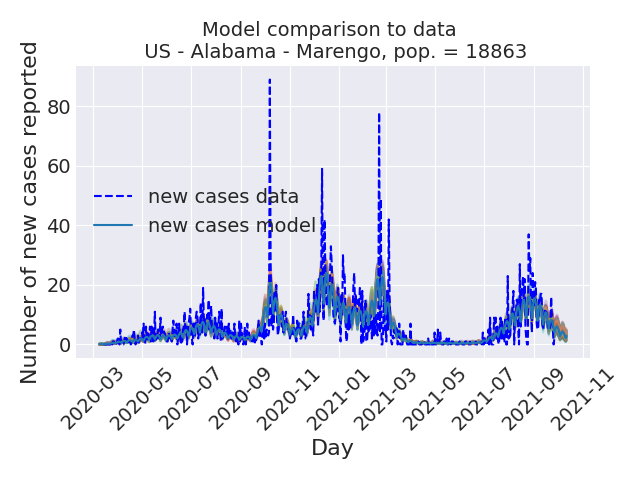 Model comparison to data
US - Alabama - Marengo, pop. = 18863
Number of new cases reported
80
60
40
20
0
new cases data
new cases model
2020-03
2020-05
2020-07
2020-09
2020-11
2021-01
2021-03
2021-05
2021-07
2021-09
2021-11
Day